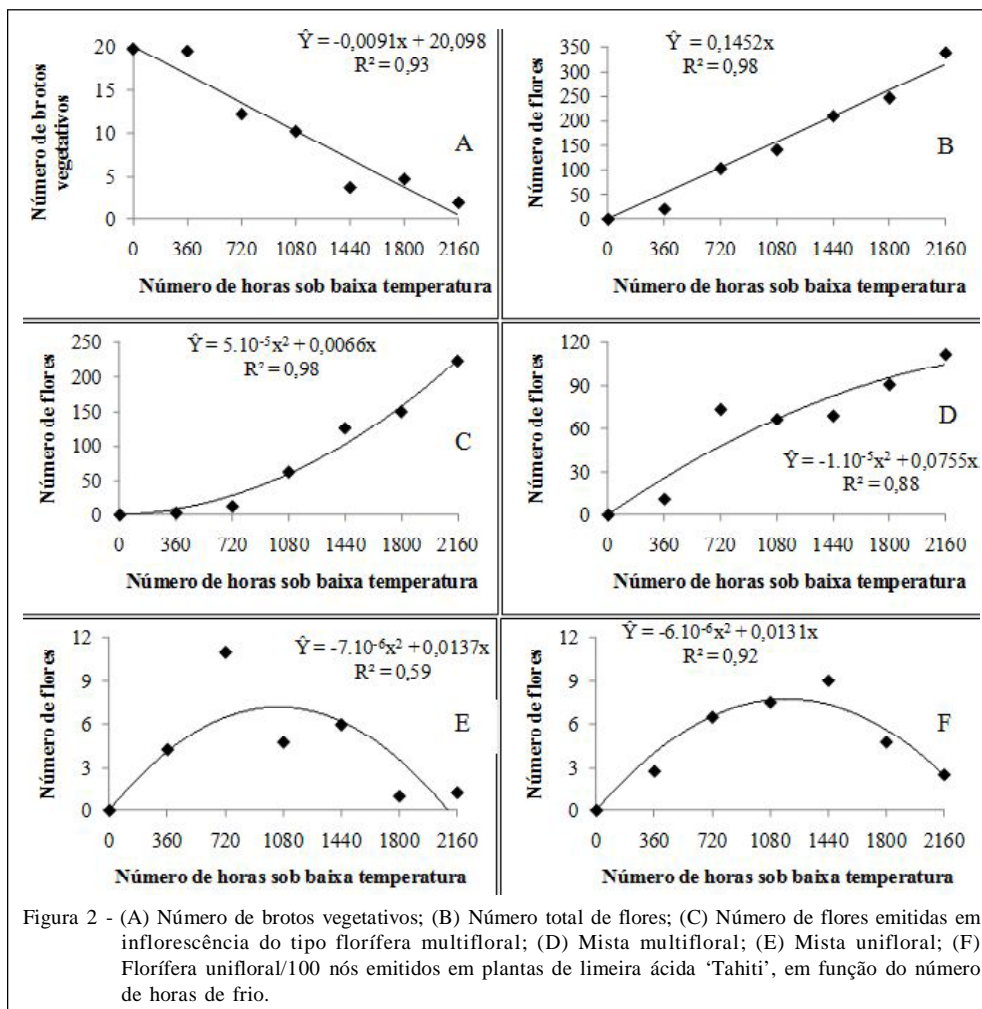 Ŷ = -0,0091x + 20,098
R² = 0,93
Número de brotos
vegetativos
20
15
10
5
0
A
0 360 720 1080 1440 1800 2160
Número de horas sob baixa temperatura
Ŷ = 0,1452x
R² = 0,98
Número de flores
350
300
250
200
150
100
50
0
B
0 360 720 1080 1440 1800 2160
Número de horas sob baixa temperatura
Ŷ = 5.10⁻⁵x² + 0,0066x
R² = 0,98
Número de flores
250
200
150
100
50
0
C
0 360 720 1080 1440 1800 2160
Número de horas sob baixa temperatura
Número de flores
120
90
60
30
0
D
Ŷ = -1.10⁻⁵x² + 0,0755x
R² = 0,88
0 360 720 1080 1440 1800 2160
Número de horas sob baixa temperatura
Ŷ = -7.10⁻⁶x² + 0,0137x
R² = 0,59
Número de flores
12
9
6
3
0
E
0 360 720 1080 1440 1800 2160
Número de horas sob baixa temperatura
Ŷ = -6.10⁻⁶x² + 0,0131x
R² = 0,92
Número de flores
12
9
6
3
0
F
0 360 720 1080 1440 1800 2160
Número de horas sob baixa temperatura
Figura 2 - (A) Número de brotos vegetativos; (B) Número total de flores; (C) Número de flores emitidas em
inflorescência do tipo florífera multifloral; (D) Mista multifloral; (E) Mista unifloral; (F)
Florífera unifloral/100 nós emitidos em plantas de limeira ácida ‘Tahiti’, em função do número
de horas de frio.